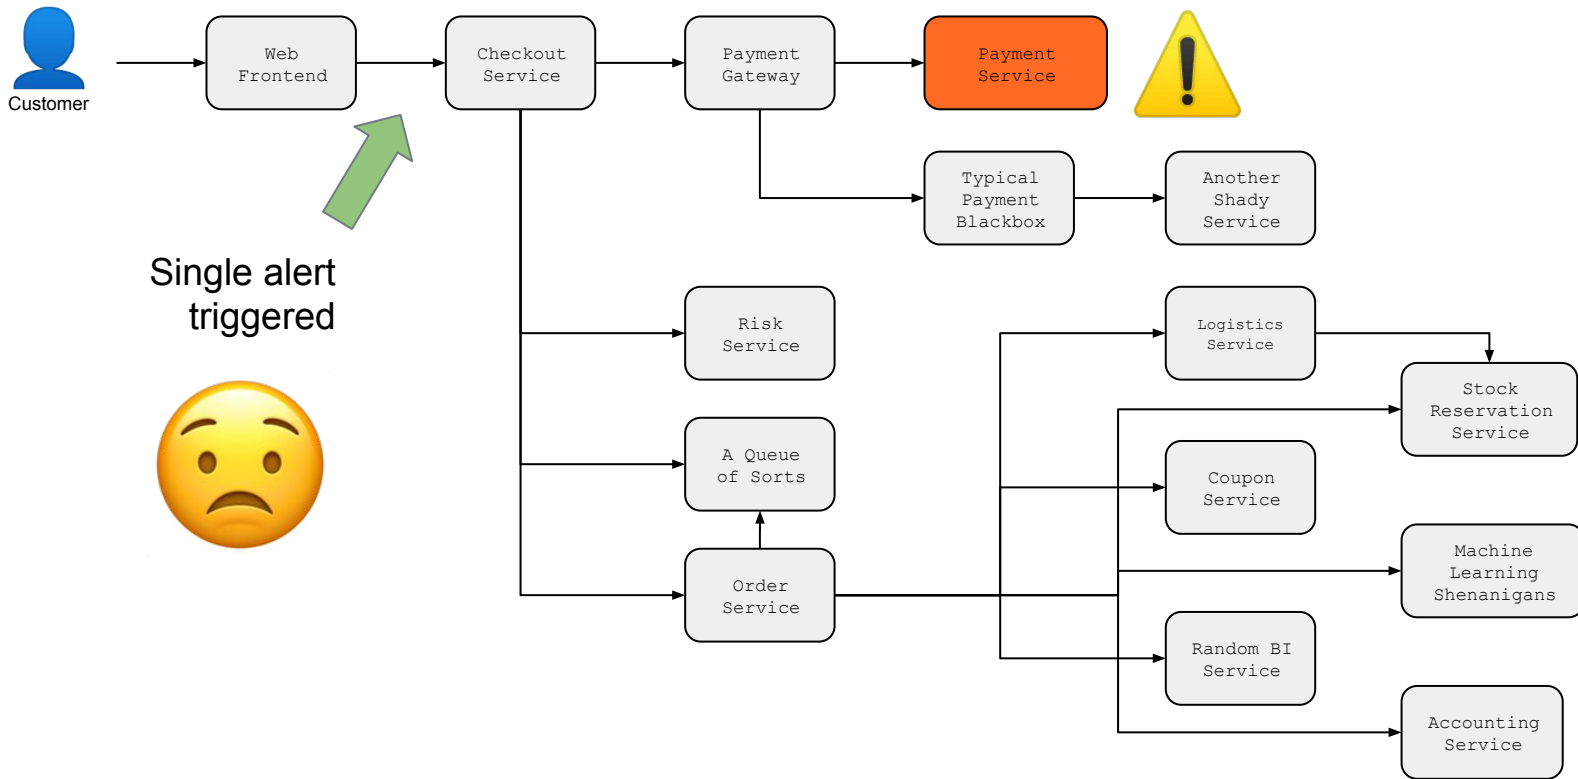 Customer
Web
Frontend
Checkout
Service
Payment
Gateway
Payment
Service
Typical
Payment
Blackbox
Another
Shady
Service
Single alert
triggered
Risk
Service
Logistics
Service
Stock
Reservation
Service
A Queue
of Sorts
Coupon
Service
Order
Service
Machine
Learning
Shenanigans
Random BI
Service
Accounting
Service